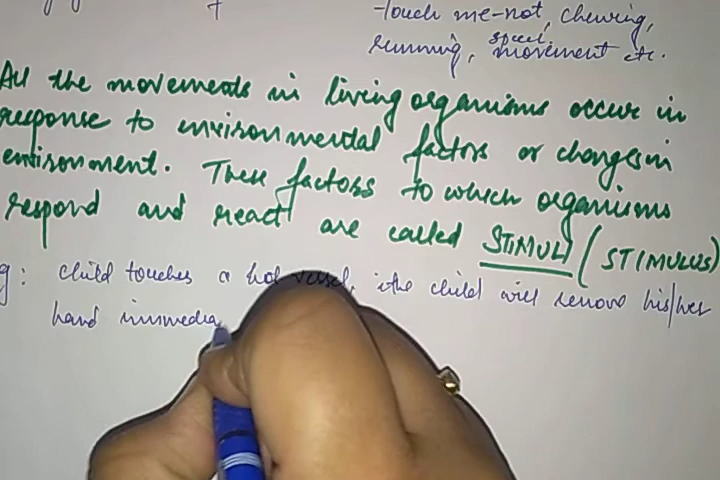 touch me-not, chewing,
running, speed, movement etc.
All the movements in living organisms occur in
response to environmental factors or changes in
environment. These factors to which organisms
respond and react are called STIMULI (STIMULUS)
g: child touches a hot vessel, the child will remove his/her
hand immedia